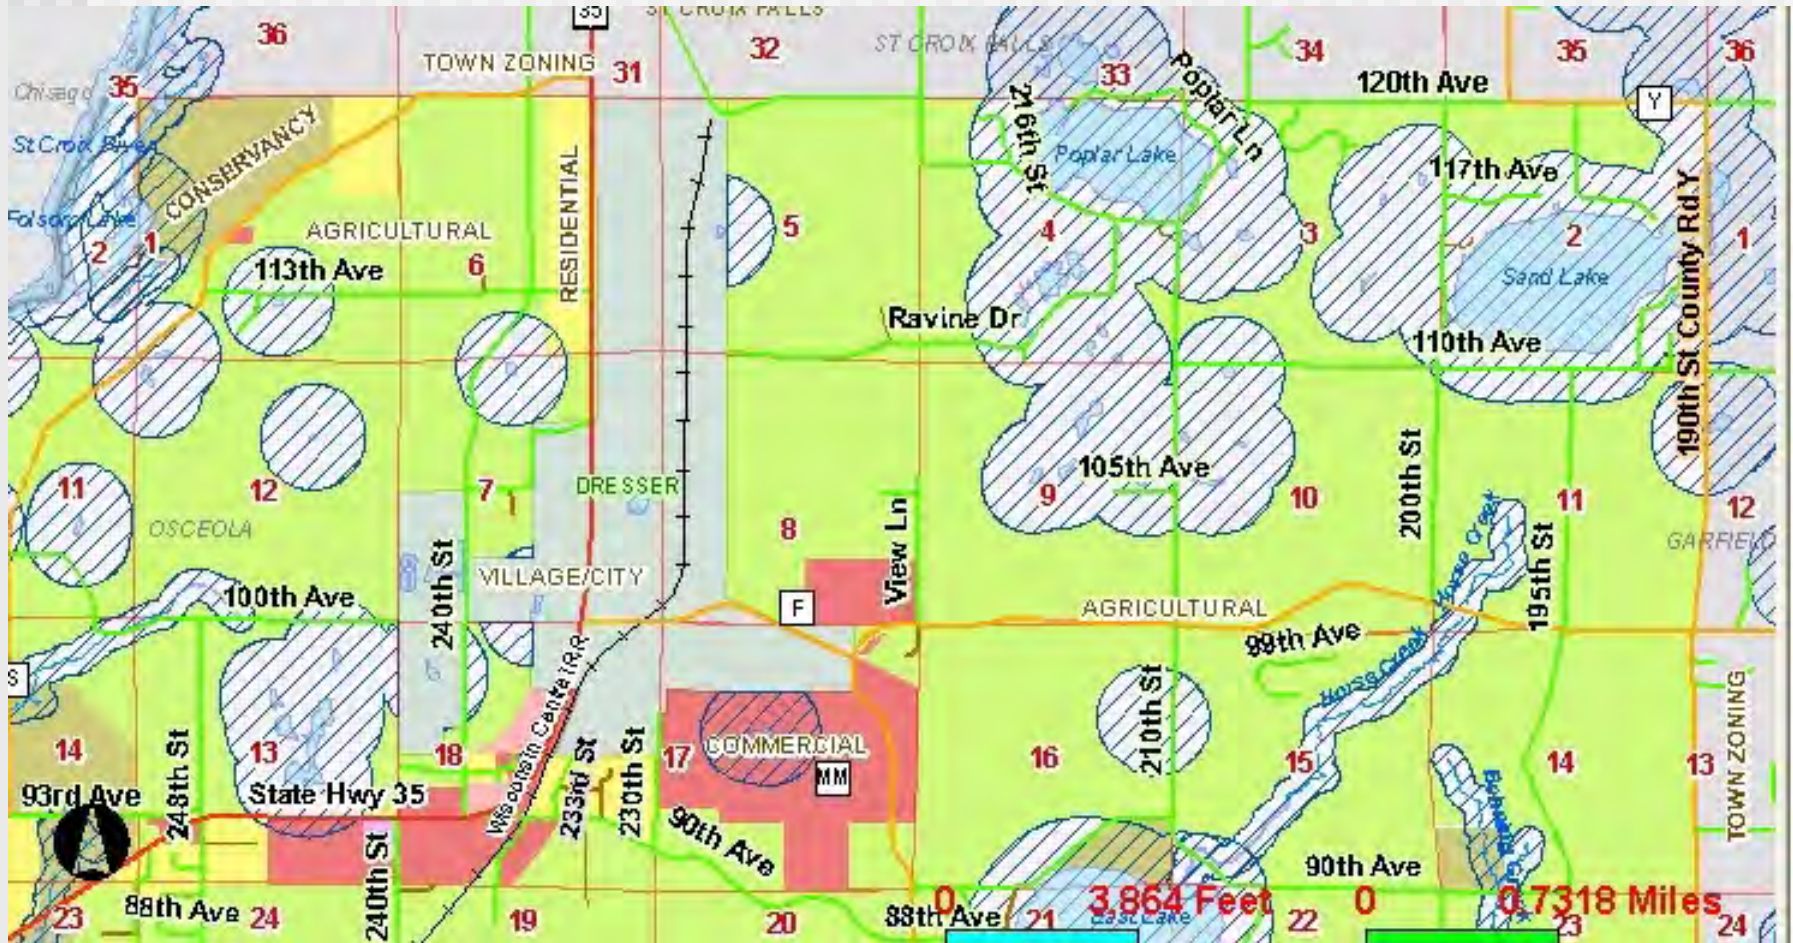 35
ST CROIX FALLS
36
32
ST CROIX FALLS
34
35
36
TOWN ZONING
31
33
Poplar Ln
120th Ave
Chisago
35
Y
216th St
CONSERVANCY
St Croix River
Poplar Lake
117th Ave
RESIDENTIAL
190th St County Rd Y
Folsom Lake
AGRICULTURAL
5
4
3
2
1
2
1
113th Ave
6
Sand Lake
Ravine Dr
110th Ave
105th Ave
11
12
7
DRESSER
8
9
10
200th St
11
12
OSCEOLA
View Ln
Horse Creek
195th St
GARFIELD
240th St
VILLAGE/CITY
100th Ave
F
AGRICULTURAL
99th Ave
S
Wisconsin Central RR
Horse Creek
210th St
TOWN ZONING
14
13
18
17
COMMERCIAL
16
15
14
13
248th St
233rd St
230th St
MM
93rd Ave
State Hwy 35
90th Ave
240th St
90th Ave
0
3,864 Feet
0
0.7318 Miles
23
88th Ave
24
19
20
88th Ave
21
East Lake
22
23
24